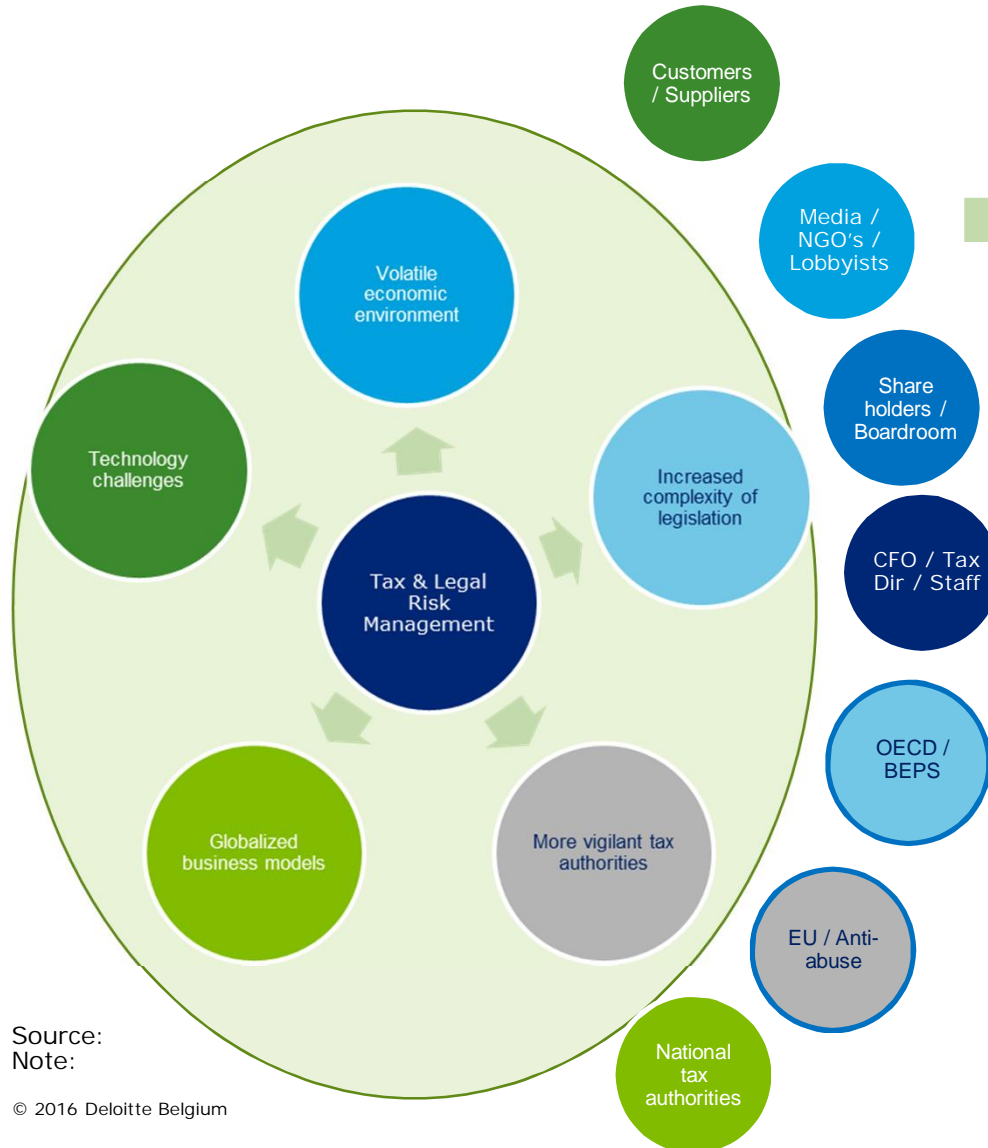 Customers
/ Suppliers
Media /
NGO's /
Lobbyists
Volatile
economic
environment
Share
holders /
Boardroom
Technology
challenges
Increased
complexity of
legislation
CFO / Tax
Dir / Staff
Tax & Legal
Risk
Management
OECD /
BEPS
Globalized
business models
More vigilant tax
authorities
EU / Anti-
abuse
National
tax
authorities
Source:
Note:
© 2016 Deloitte Belgium